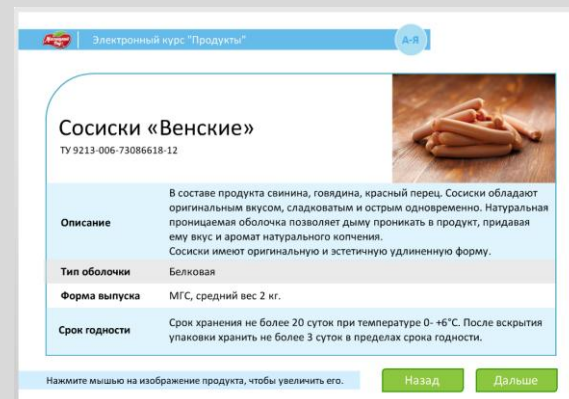 Электронный курс "Продукты"
А-Я
Сосиски «Венские»
ТУ 9213-006-73086618-12
Описание
В составе продукта свинина, говядина, красный перец. Сосиски обладают
оригинальным вкусом, сладковатым и острым одновременно. Натуральная
проницаемая оболочка позволяет дыму проникать в продукт, придавая
ему вкус и аромат натурального копчения.
Сосиски имеют оригинальную и эстетичную удлиненную форму.
Тип оболочки
Белковая
Форма выпуска
МГС, средний вес 2 кг.
Срок годности
Срок хранения не более 20 суток при температуре 0- +6°С. После вскрытия
упаковки хранить не более 3 суток в пределах срока годности.
Нажмите мышью на изображение продукта, чтобы увеличить его.
Назад
Дальше